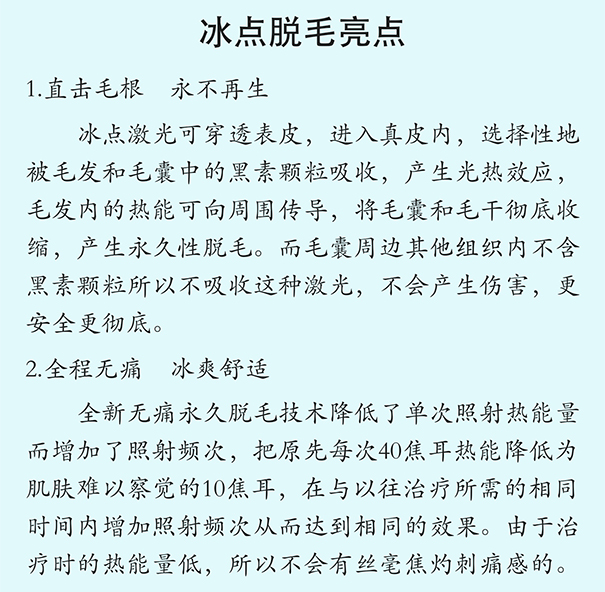 冰点脱毛亮点
1.直击毛根 永不再生
冰点激光可穿透表皮，进入真皮内，选择性地
被毛发和毛囊中的黑素颗粒吸收，产生光热效应，
毛发内的热能可向周围传导，将毛囊和毛干彻底收
缩，产生永久性脱毛。而毛囊周边其他组织内不含
黑素颗粒所以不吸收这种激光，不会产生伤害，更
安全更彻底。
2.全程无痛 冰爽舒适
全新无痛永久脱毛技术降低了单次照射热能量
而增加了照射频次，把原先每次40焦耳热能降低为
肌肤难以察觉的10焦耳，在与以往治疗所需的相同
时间内增加照射频次从而达到相同的效果。由于治
疗时的热能量低，所以不会有丝毫焦灼刺痛感的。